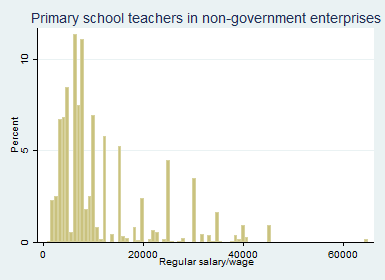 Primary school teachers in non-government enterprises
Percent
10
5
0
0 20000 40000 60000
Regular salary/wage